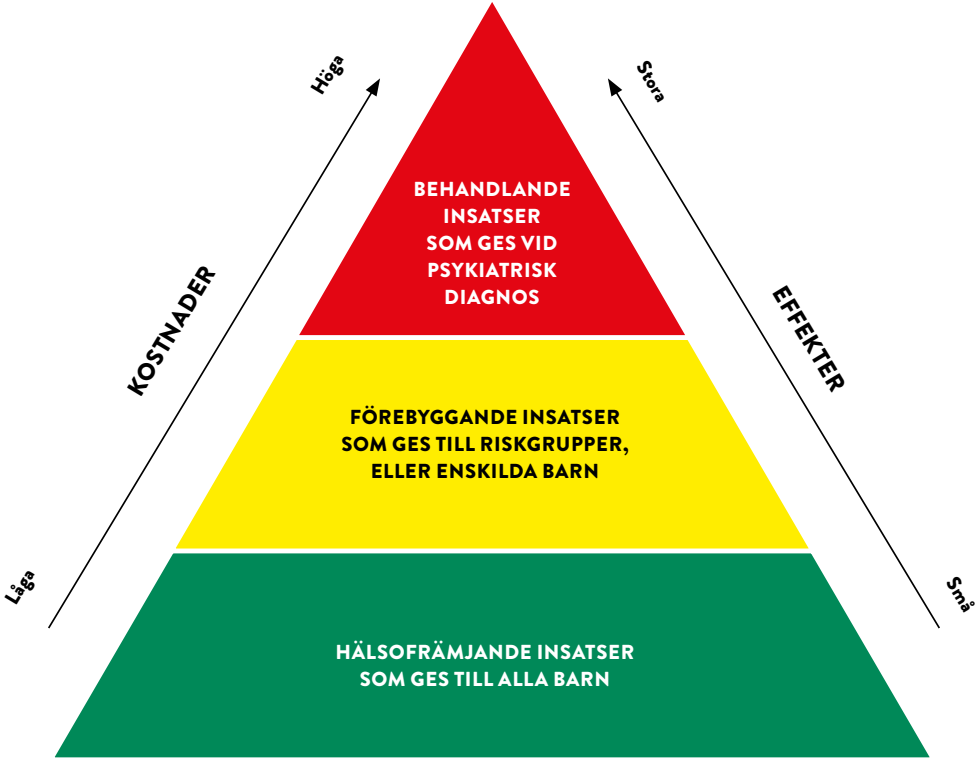 Höga
Stora
BEHANDLANDE
INSATSER
SOM GES VID
PSYKIATRISK
DIAGNOS
KOSTNADER
EFFEKTER
FÖREBYGGANDE INSATSER
SOM GES TILL RISKGRUPPER,
ELLER ENSKILDA BARN
Låga
Små
HÄLSOFRÄMJANDE INSATSER
SOM GES TILL ALLA BARN